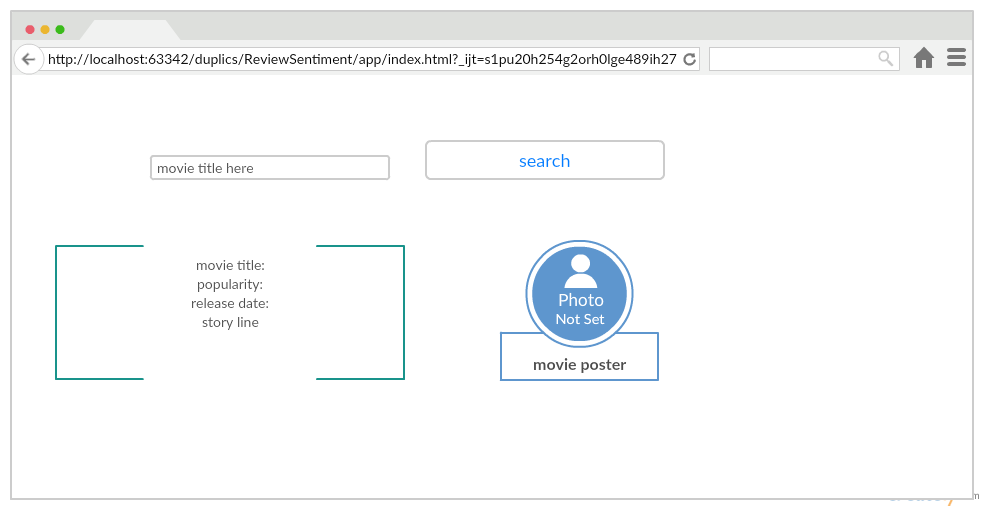 http://localhost:63342/duplics/ReviewSentiment/app/index.html?_ijt=s1pu20h254g2orh0lge489ih27
movie title here
search
movie title:
popularity:
release date:
story line
Photo
Not Set
movie poster